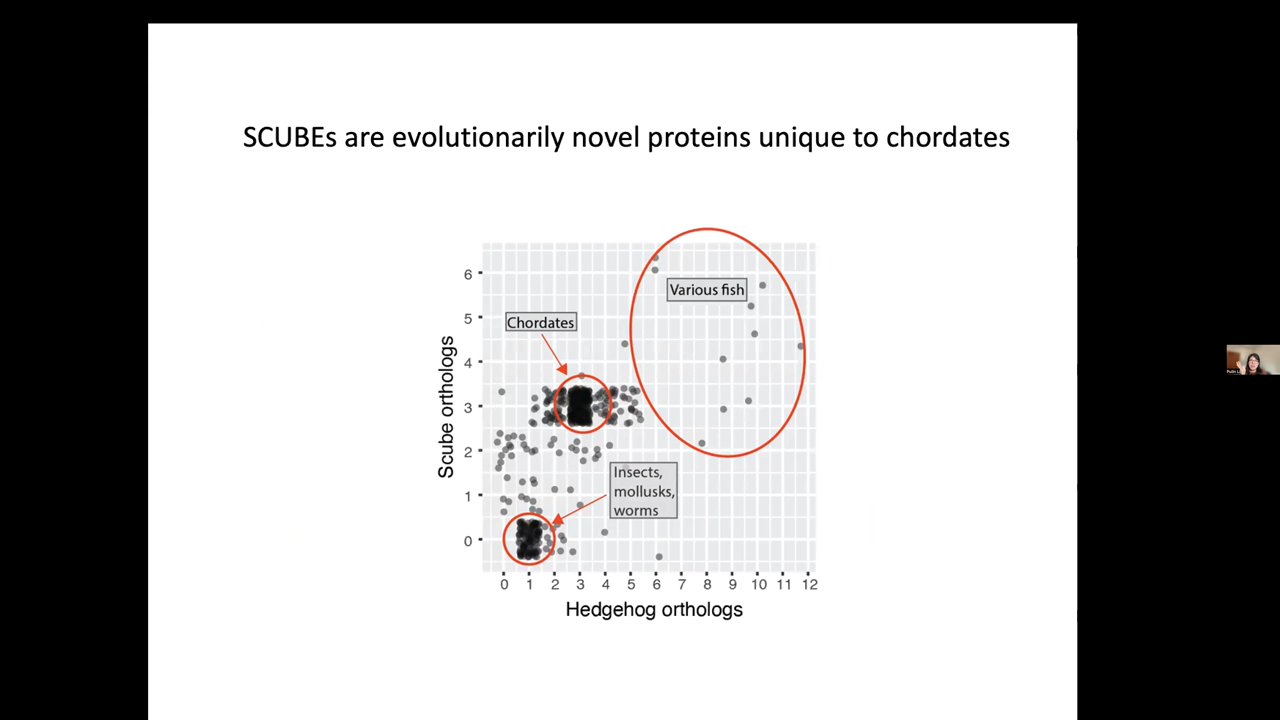 SCUBEs are evolutionarily novel proteins unique to chordates
Various fish
Chordates
Insects,
mollusks,
worms
Scube orthologs
6
5
4
3
2
1
0
0 1 2 3 4 5 6 7 8 9 10 11 12
Hedgehog orthologs